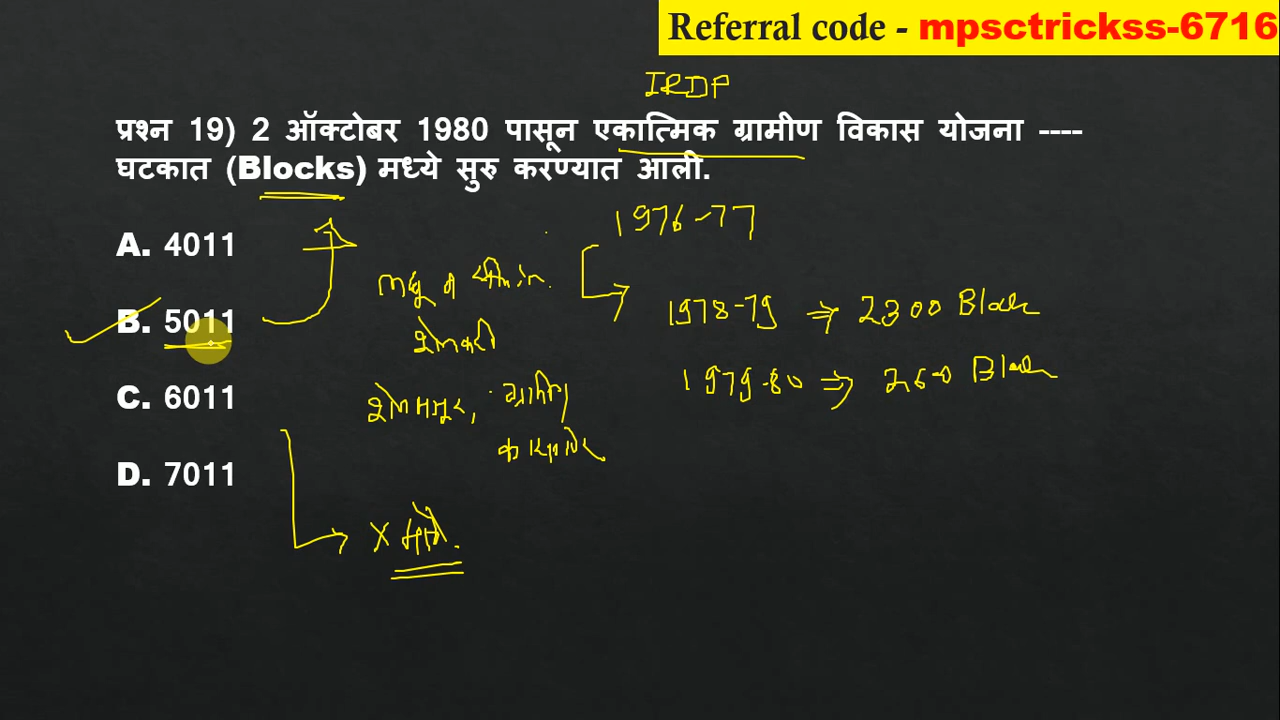 Referral code - mpsctrickss-6716
IRDP
प्रश्न 19) 2 ऑक्टोबर 1980 पासून एकात्मिक ग्रामीण विकास योजना ----
घटकात (Blocks) मध्ये सुरु करण्यात आली.
1976-77
A. 4011
1978-79 ⇒ 2300 Block
B. 5011
1979-80 ⇒ Block
C. 6011
D. 7011